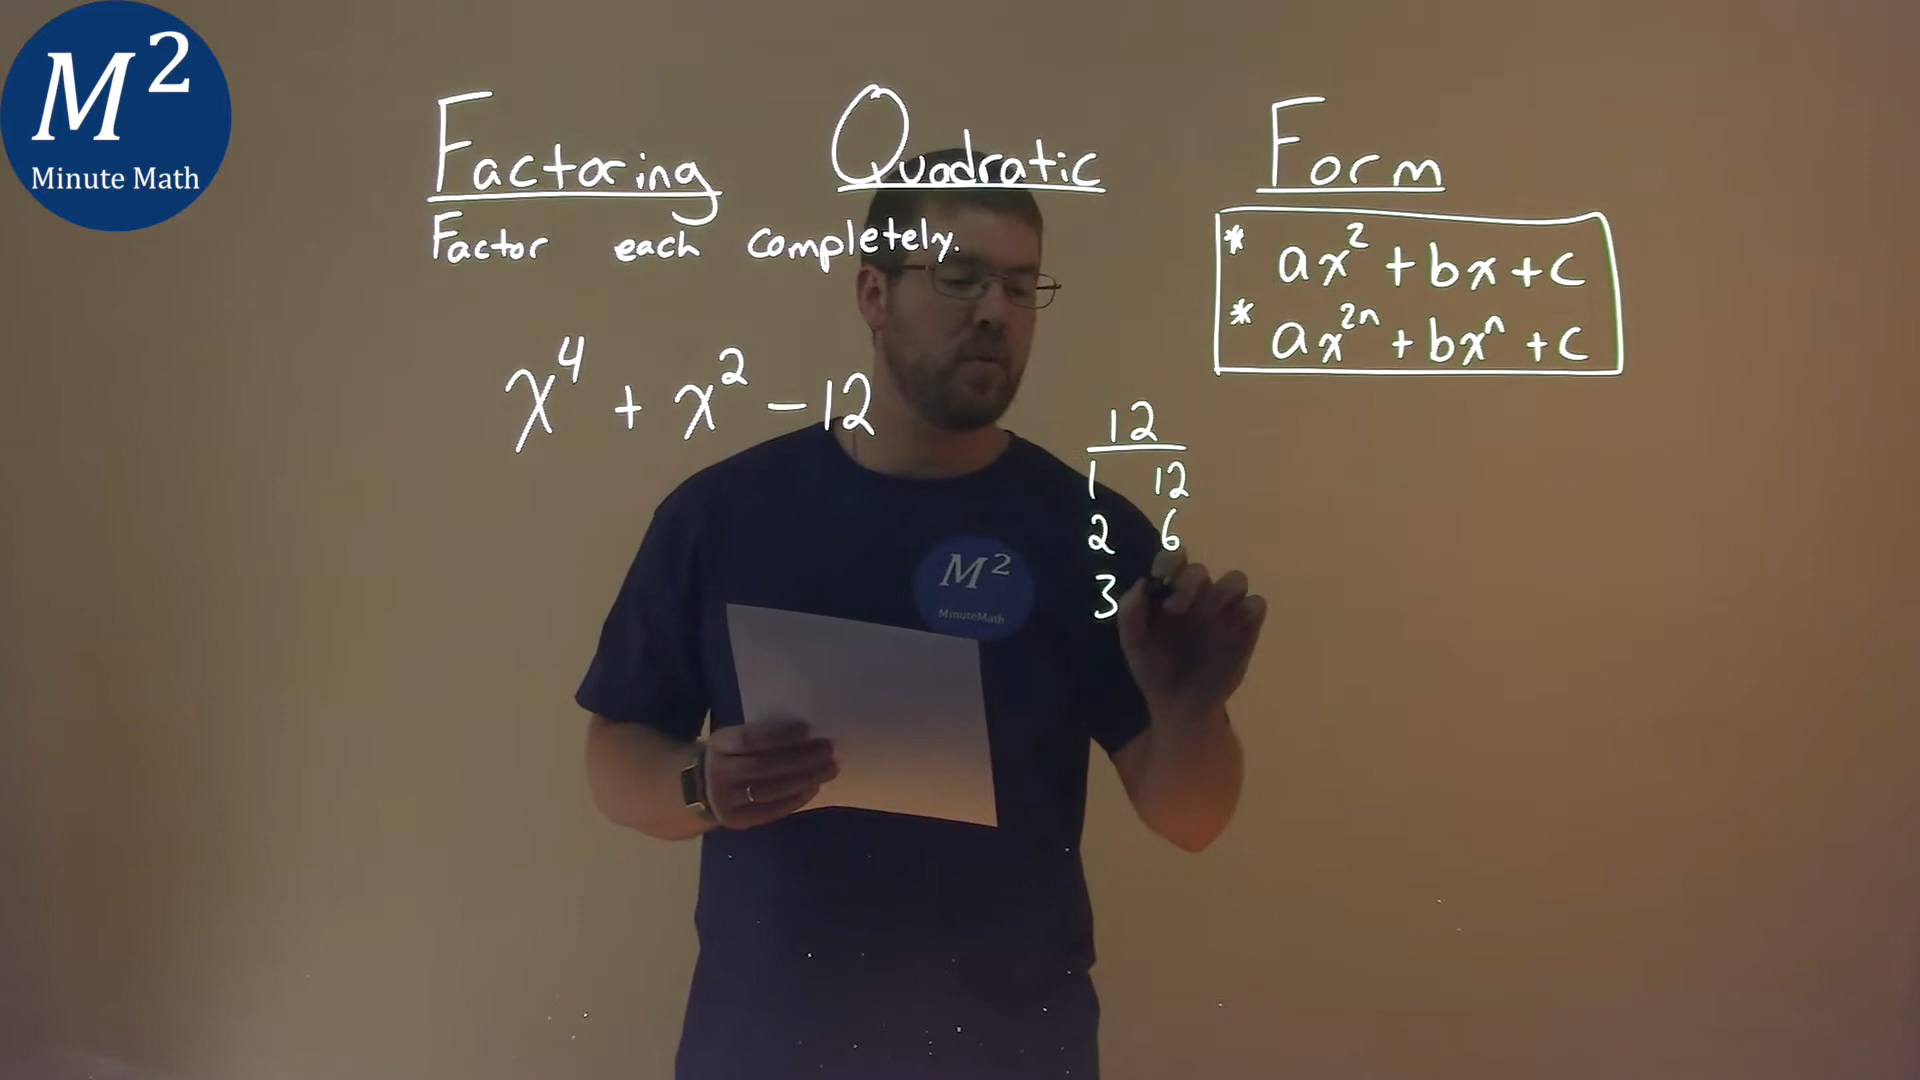 M²
Minute Math
Factoring Quadratic Form
Factor each completely.
* ax² + bx + c
* ax²ⁿ + bxⁿ + c
x⁴ + x² - 12
12
1 12
2 6
3
M²
MinuteMath